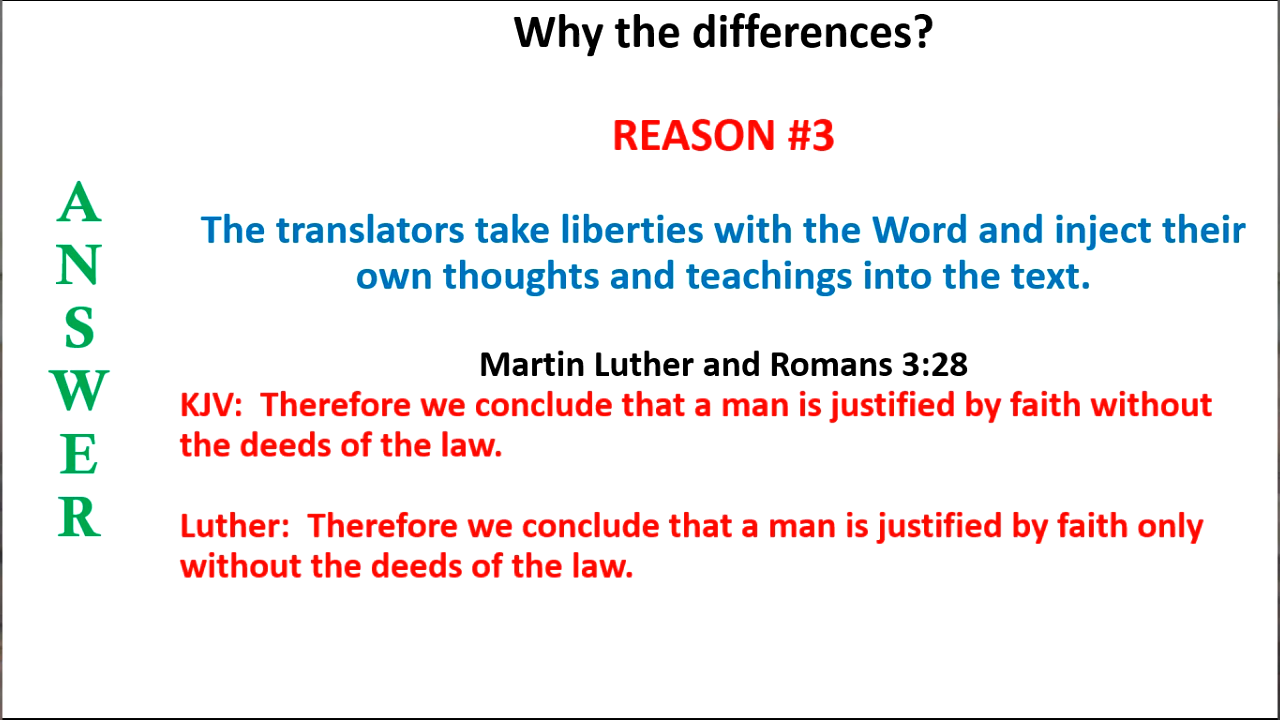 Why the differences?
REASON #3
A
N
S
W
E
R
The translators take liberties with the Word and inject their
own thoughts and teachings into the text.
Martin Luther and Romans 3:28
KJV:  Therefore we conclude that a man is justified by faith without
the deeds of the law.
Luther:  Therefore we conclude that a man is justified by faith only
without the deeds of the law.